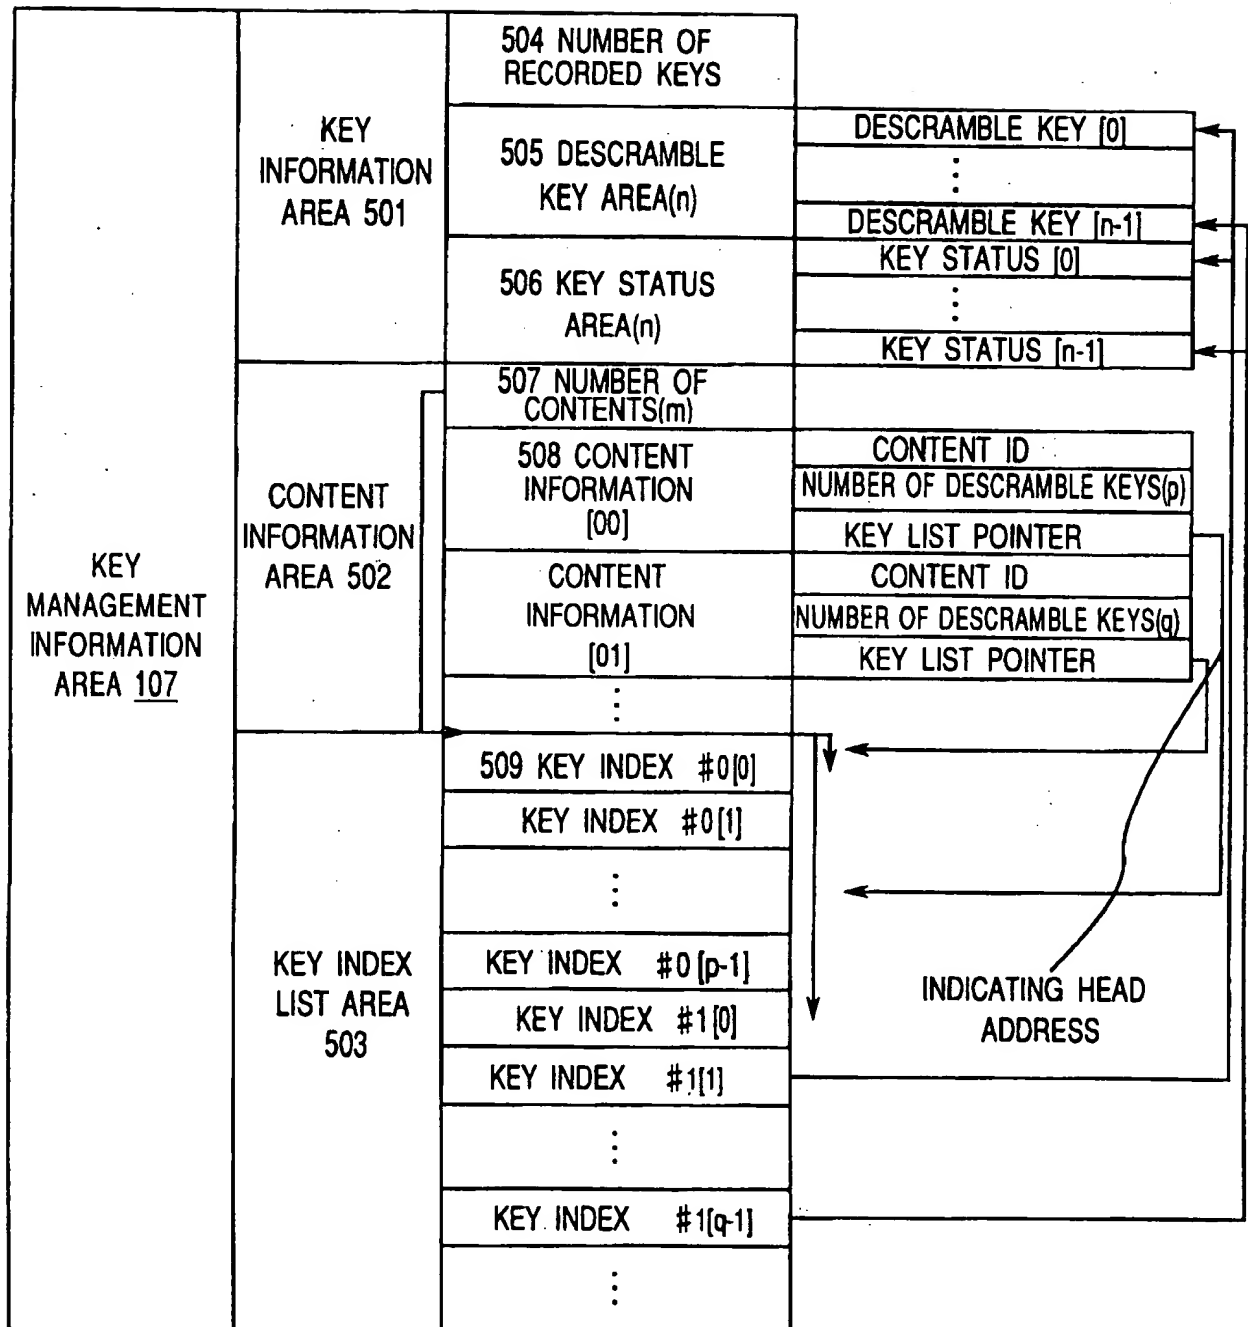 KEY
MANAGEMENT
INFORMATION
AREA 107
KEY
INFORMATION
AREA 501
504 NUMBER OF
RECORDED KEYS
505 DESCRAMBLE
KEY AREA(n)
DESCRAMBLE KEY [0]
⋮
DESCRAMBLE KEY [n-1]
506 KEY STATUS
AREA(n)
KEY STATUS [0]
⋮
KEY STATUS [n-1]
CONTENT
INFORMATION
AREA 502
507 NUMBER OF
CONTENTS(m)
508 CONTENT
INFORMATION
[00]
CONTENT ID
NUMBER OF DESCRAMBLE KEYS(p)
KEY LIST POINTER
CONTENT
INFORMATION
[01]
CONTENT ID
NUMBER OF DESCRAMBLE KEYS(q)
KEY LIST POINTER
⋮
KEY INDEX
LIST AREA
503
509 KEY INDEX #0[0]
KEY INDEX #0[1]
⋮
KEY INDEX #0[p-1]
KEY INDEX #1[0]
KEY INDEX #1[1]
⋮
KEY INDEX #1[q-1]
⋮
INDICATING HEAD
ADDRESS